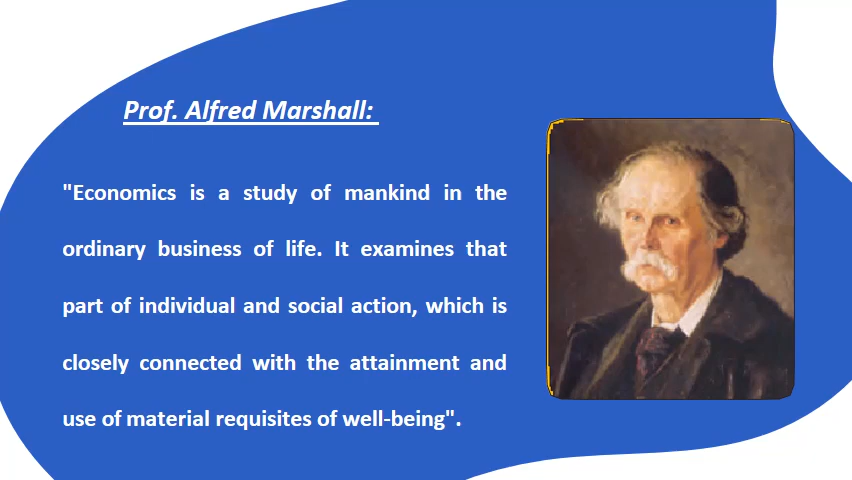 Prof. Alfred Marshall:
"Economics is a study of mankind in the
ordinary business of life. It examines that
part of individual and social action, which is
closely connected with the attainment and
use of material requisites of well-being".